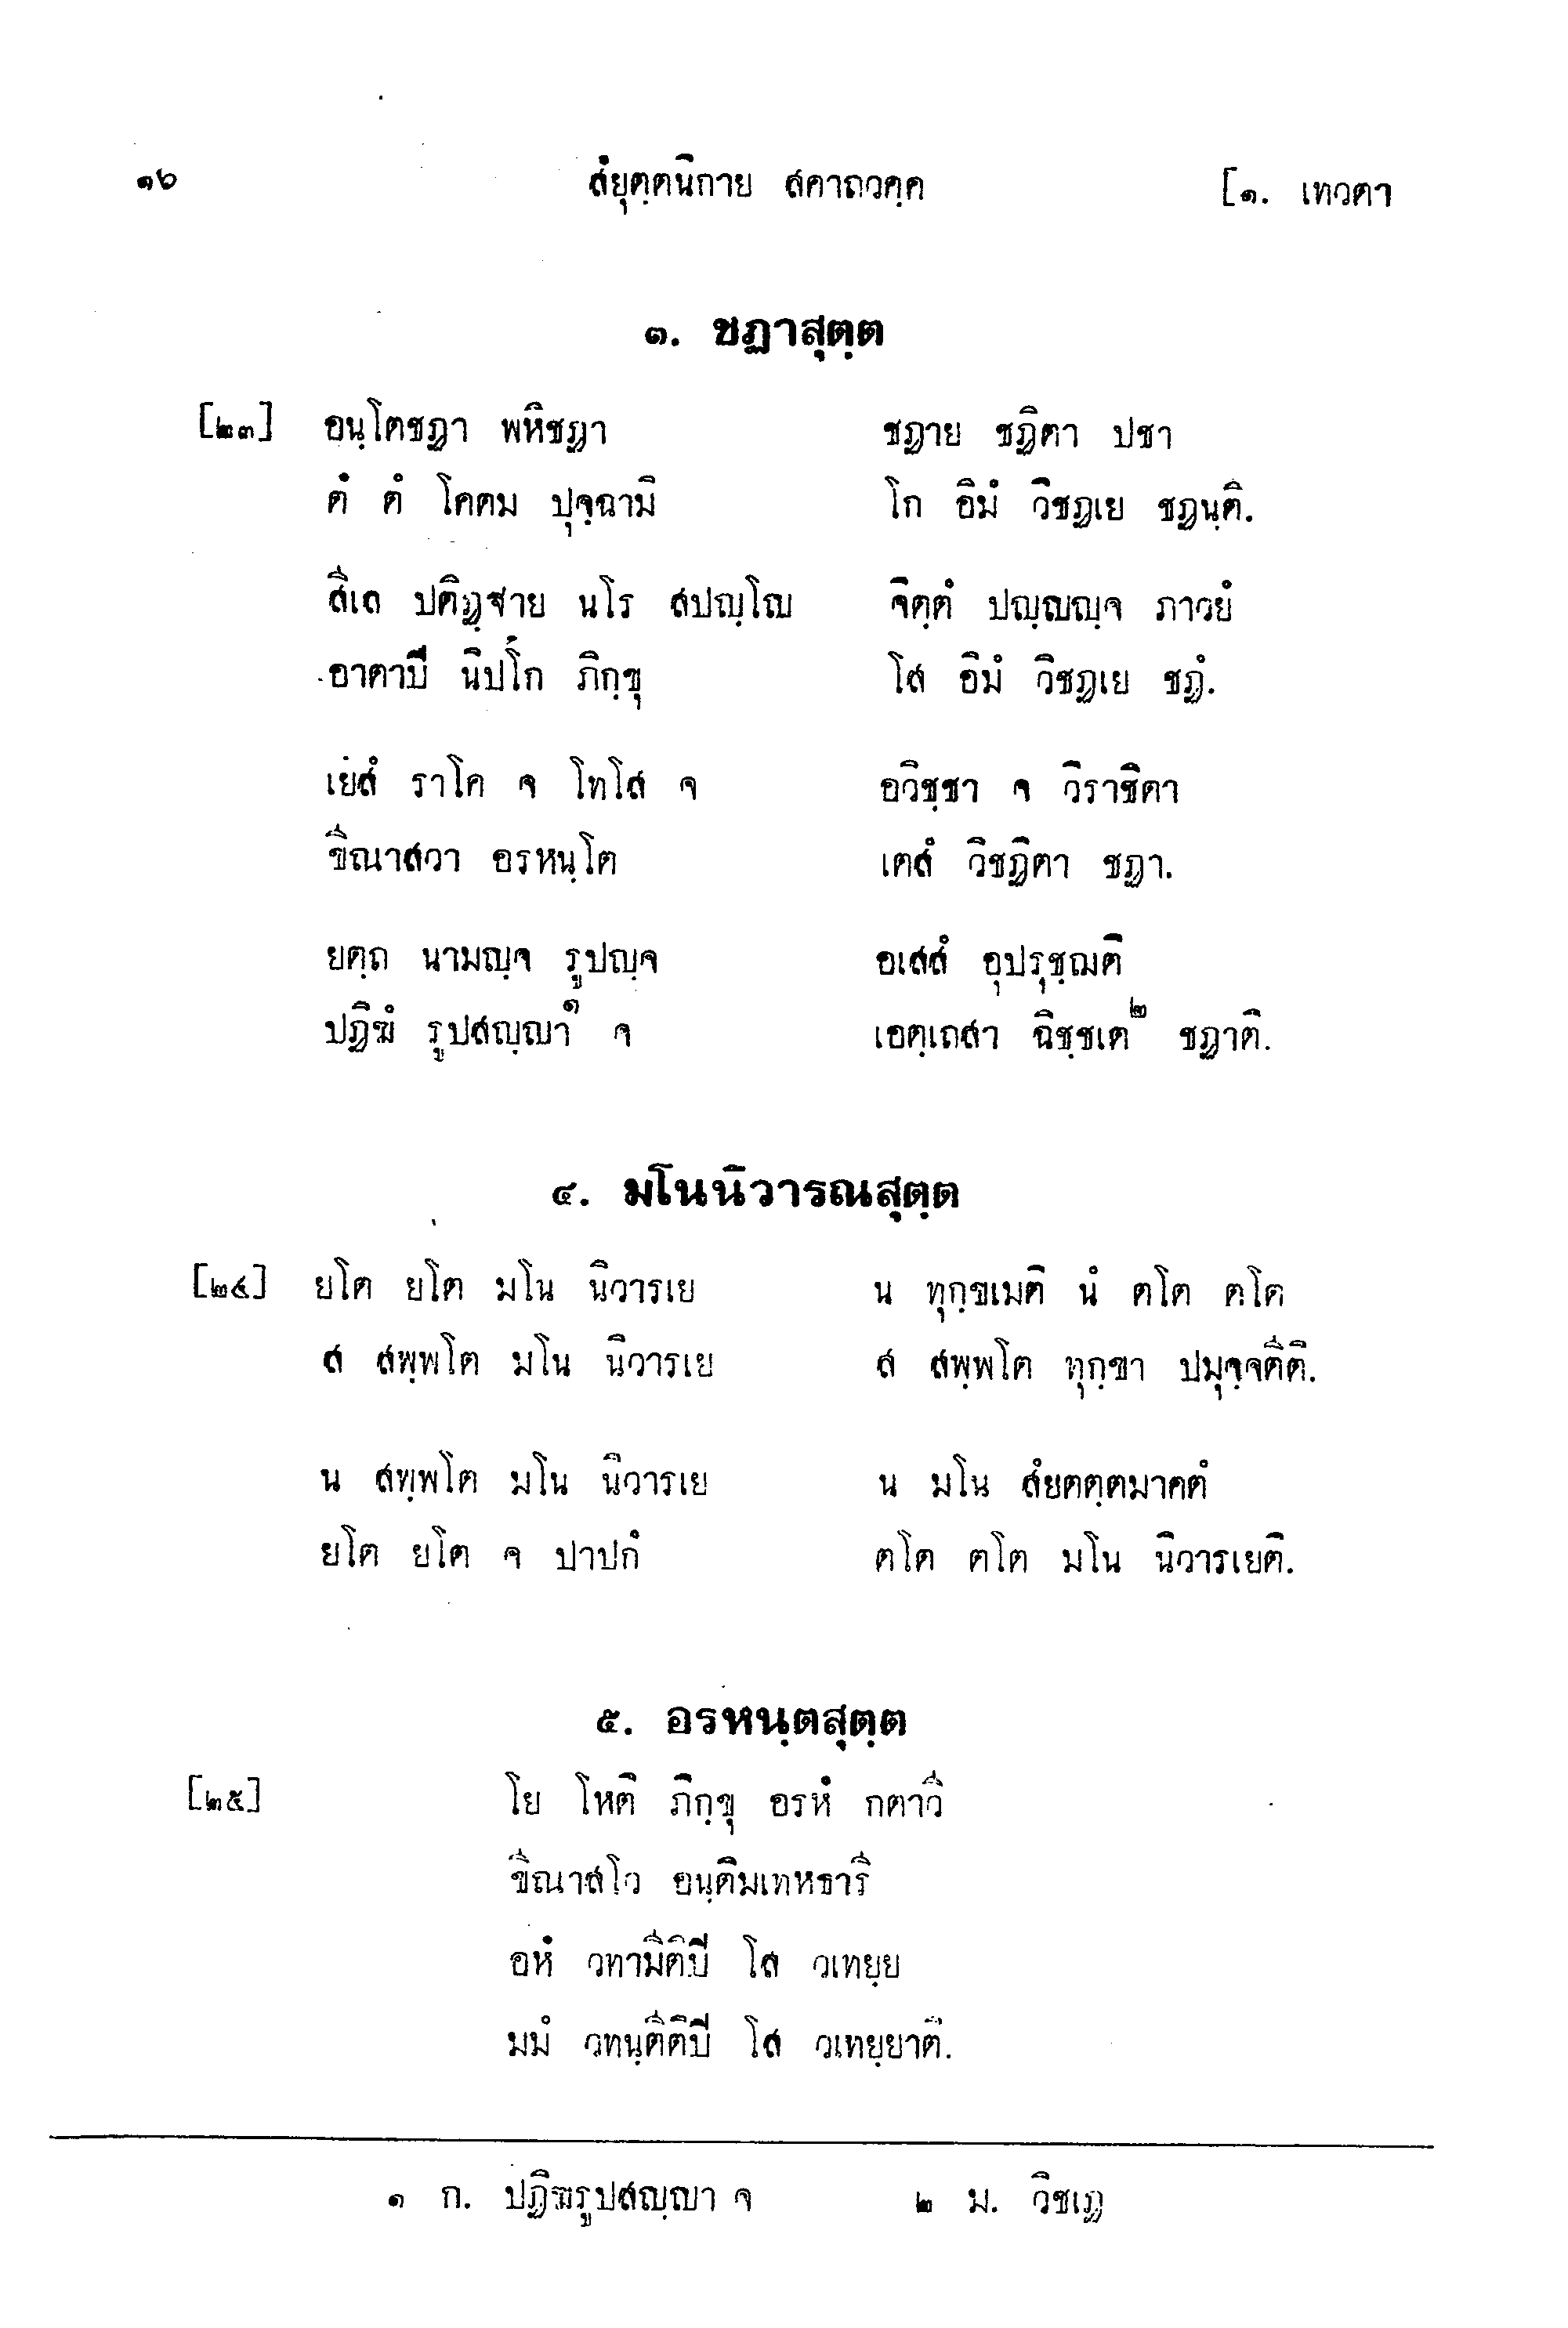 ๑๖ สํยุตฺตนิกาย สคาถวคฺค [๑. เทวตา
๓. ชฏาสุตฺต
[๒๓] อนฺโตชฏา พหิชฏา ชฏาย ชฏิตา ปชา
ตํ ตํ โคตม ปุจฺฉามิ โก อิมํ วิชฏเย ชฏนฺติ.
สีเล ปติฏฺฐาย นโร สปญฺโญ จิตฺตํ ปญฺญญฺจ ภาวยํ
อาตาปี นิปโก ภิกฺขุ โส อิมํ วิชฏเย ชฏํ.
เยสํ ราโค จ โทโส จ อวิชฺชา จ วิราชิตา
ขีณาสวา อรหนฺโต เตสํ วิชฏิตา ชฏา.
ยตฺถ นามญฺจ รูปญฺจ อเสสํ อุปรุชฺฌติ
ปฏิฆํ รูปสญฺญา๑ จ เอตฺเถสา ฉิชฺชเต๒ ชฏาติ.
๔. มโนนิวารณสุตฺต
[๒๔] ยโต ยโต มโน นิวารเย น ทุกฺขเมติ นํ ตโต ตโต
ส สพฺพโต มโน นิวารเย ส สพฺพโต ทุกฺขา ปมุจฺจตีติ.
น สพฺพโต มโน นิวารเย น มโน สํยตตฺตมาคตํ
ยโต ยโต จ ปาปกํ ตโต ตโต มโน นิวารเยติ.
๕. อรหนฺตสุตฺต
[๒๕] โย โหติ ภิกฺขุ อรหํ กตาวี
ขีณาสโว อนฺติมเทหธารี
อหํ วทามีติปิ โส วเทยฺย
มมํ วทนฺตีติปิ โส วเทยฺยาติ.
๑ ก. ปฏิฆรูปสญฺญา จ ๒ ม. วิชเฏ